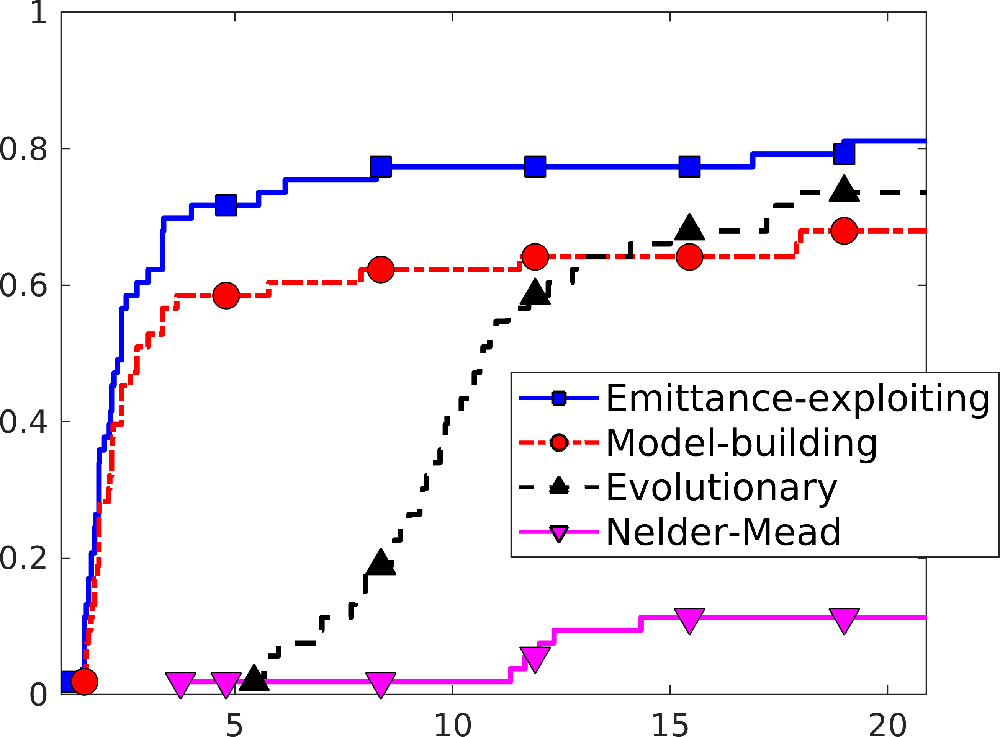 1
0.8
0.6
0.4
0.2
0
5 10 15 20
Emittance-exploiting
Model-building
Evolutionary
Nelder-Mead